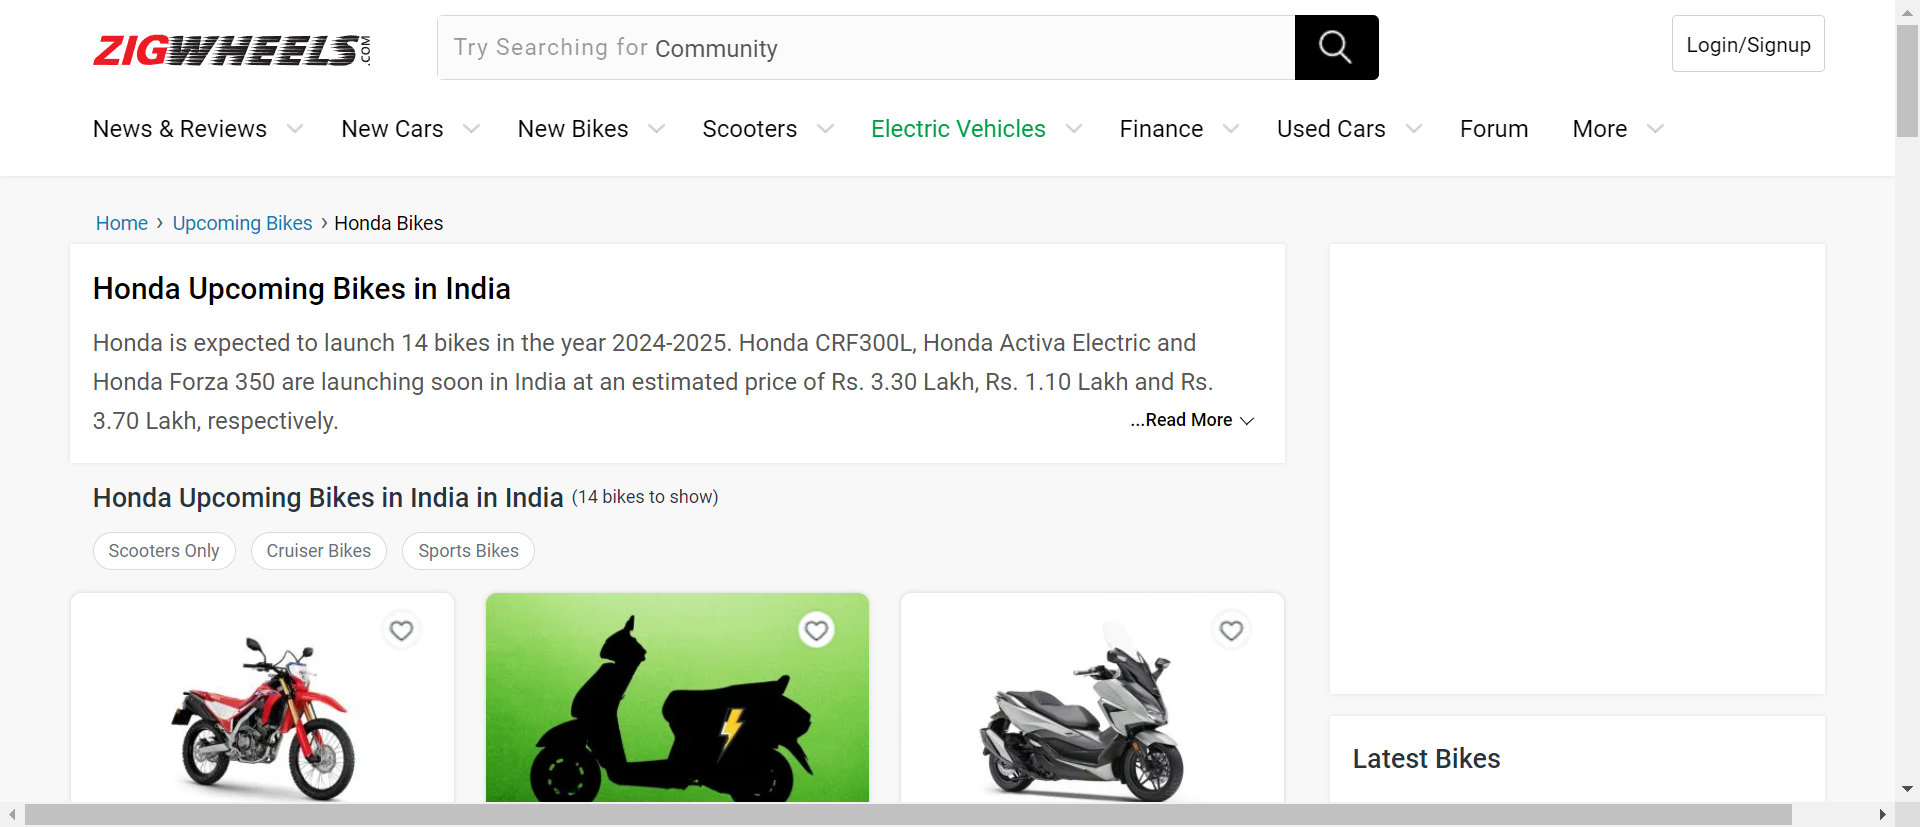 ZIGWHEELS.COM
Try Searching for Community
Login/Signup
News & Reviews New Cars New Bikes Scooters Electric Vehicles Finance Used Cars Forum More
Home › Upcoming Bikes › Honda Bikes
Honda Upcoming Bikes in India
Honda is expected to launch 14 bikes in the year 2024-2025. Honda CRF300L, Honda Activa Electric and
Honda Forza 350 are launching soon in India at an estimated price of Rs. 3.30 Lakh, Rs. 1.10 Lakh and Rs.
3.70 Lakh, respectively. ...Read More
Honda Upcoming Bikes in India in India (14 bikes to show)
Scooters Only Cruiser Bikes Sports Bikes
Latest Bikes